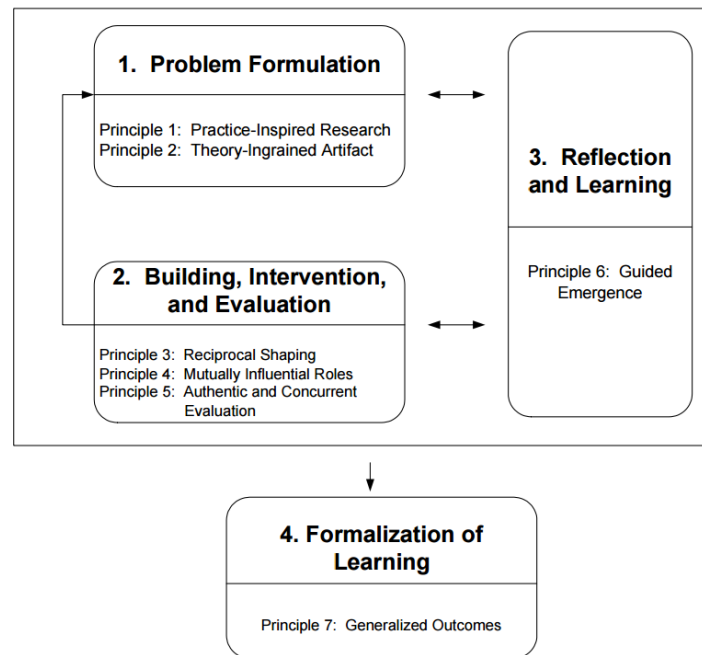 1. Problem Formulation
Principle 1: Practice-Inspired Research
Principle 2: Theory-Ingrained Artifact
2. Building, Intervention,
and Evaluation
Principle 3: Reciprocal Shaping
Principle 4: Mutually Influential Roles
Principle 5: Authentic and Concurrent
Evaluation
3. Reflection
and Learning
Principle 6: Guided
Emergence
4. Formalization of
Learning
Principle 7: Generalized Outcomes